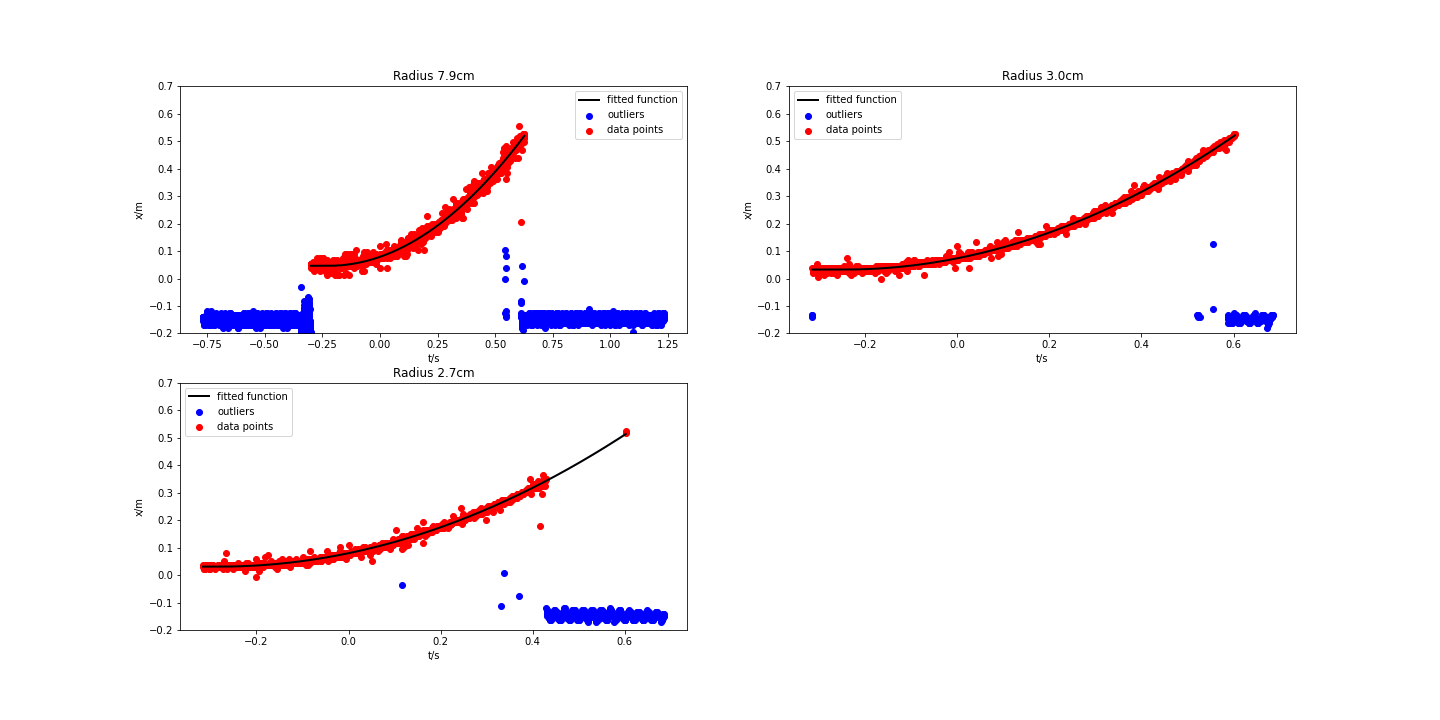 Radius 7.9cm
0.7
0.6
0.5
0.4
0.3
0.2
0.1
0.0
−0.1
−0.2
x/m
fitted function
outliers
data points
−0.75 −0.50 −0.25 0.00 0.25 0.50 0.75 1.00 1.25
t/s
Radius 3.0cm
0.7
0.6
0.5
0.4
0.3
0.2
0.1
0.0
−0.1
−0.2
x/m
fitted function
outliers
data points
−0.2 0.0 0.2 0.4 0.6
t/s
Radius 2.7cm
0.7
0.6
0.5
0.4
0.3
0.2
0.1
0.0
−0.1
−0.2
x/m
fitted function
outliers
data points
−0.2 0.0 0.2 0.4 0.6
t/s